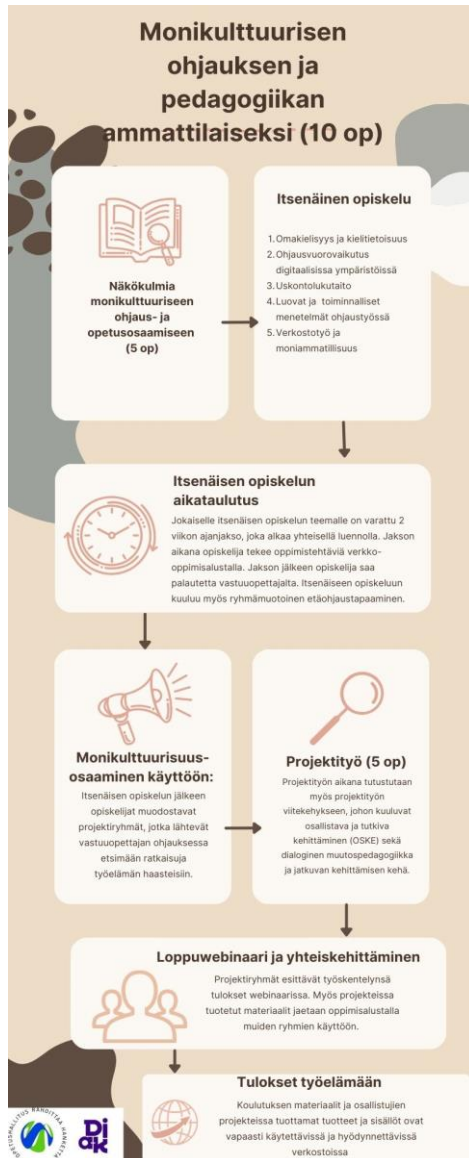 Monikulttuurisen
ohjauksen ja
pedagogiikan
ammattilaiseksi (10 op)
Näkökulmia
monikulttuuriseen
ohjaus- ja
opetusosaamiseen
(5 op)
Itsenäinen opiskelu
1. Omakielisyys ja kielitietoisuus
2. Ohjausvuorovaikutus
digitaalisissa ympäristöissä
3. Uskontolukutaito
4. Luovat ja toiminnalliset
menetelmät ohjaustyössä
5. Verkostotyö ja
moniammatillisuus
Itsenäisen opiskelun
aikataulutus
Jokaiselle itsenäisen opiskelun teemalle on varattu 2
viikon ajanjakso, joka alkaa yhteisellä luennolla. Jakson
aikana opiskelija tekee oppimistehtäviä verkko-
oppimisalustalla. Jakson jälkeen opiskelija saa
palautetta vastuuopettajalta. Itsenäiseen opiskeluun
kuuluu myös ryhmämuotoinen etäohjaustapaaminen.
Monikulttuurisuus-
osaaminen käyttöön:
Itsenäisen opiskelun jälkeen
opiskelijat muodostavat
projektiryhmät, jotka lähtevät
vastuuopettajan ohjauksessa
etsimään ratkaisuja
työelämän haasteisiin.
Projektityö (5 op)
Projektityön aikana tutustutaan
myös projektityön
viitekehykseen, johon kuuluvat
osallistava ja tutkiva
kehittäminen (OSKE) sekä
dialoginen muutospedagogiikka
ja jatkuvan kehittämisen kehä.
Loppuwebinaari ja yhteiskehittäminen
Projektiryhmät esittävät työskentelynsä
tulokset webinaarissa. Myös projekteissa
tuotetut materiaalit jaetaan oppimisalustalla
muiden ryhmien käyttöön.
Tulokset työelämään
Koulutuksen materiaalit ja osallistujien
projekteissa tuottamat tuotteet ja sisällöt ovat
vapaasti käytettävissä ja hyödynnettävissä
verkostoissa
OPETUSHALLITUS RAHOITTAA HANKETTA
Diak